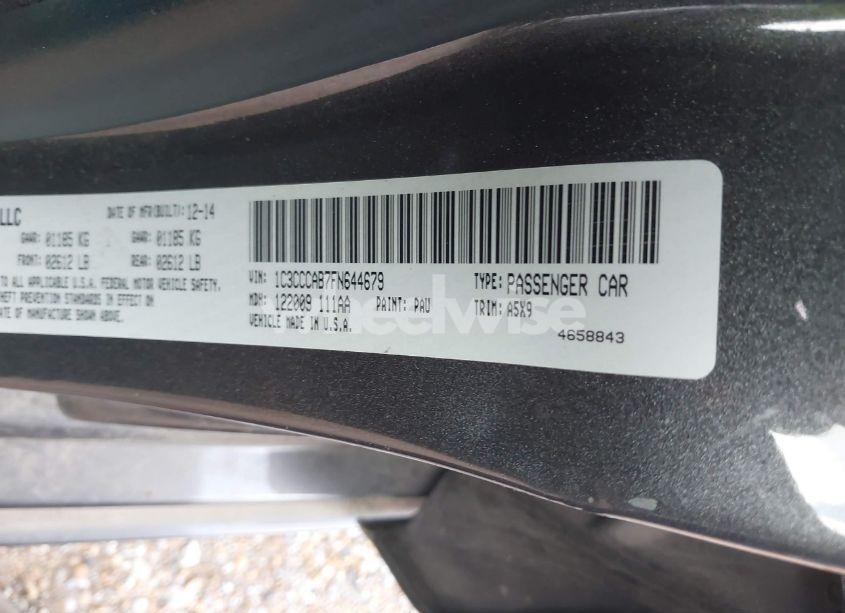 LLC DATE OF MFR(BUILT): 12-14
GAWR: 01185 KG GAWR: 01185 KG
FRONT: 02612 LB REAR: 02612 LB
TO ALL APPLICABLE U.S.A. FEDERAL MOTOR VEHICLE SAFETY,
THEFT PREVENTION STANDARDS IN EFFECT ON
DATE OF MANUFACTURE SHOWN ABOVE.
VIN: 1C3CCCAB7FN644679 TYPE: PASSENGER CAR
MDH: 122009 111AA PAINT: PAU TRIM: A5X9
VEHICLE MADE IN U.S.A.
4658843
wheelwise